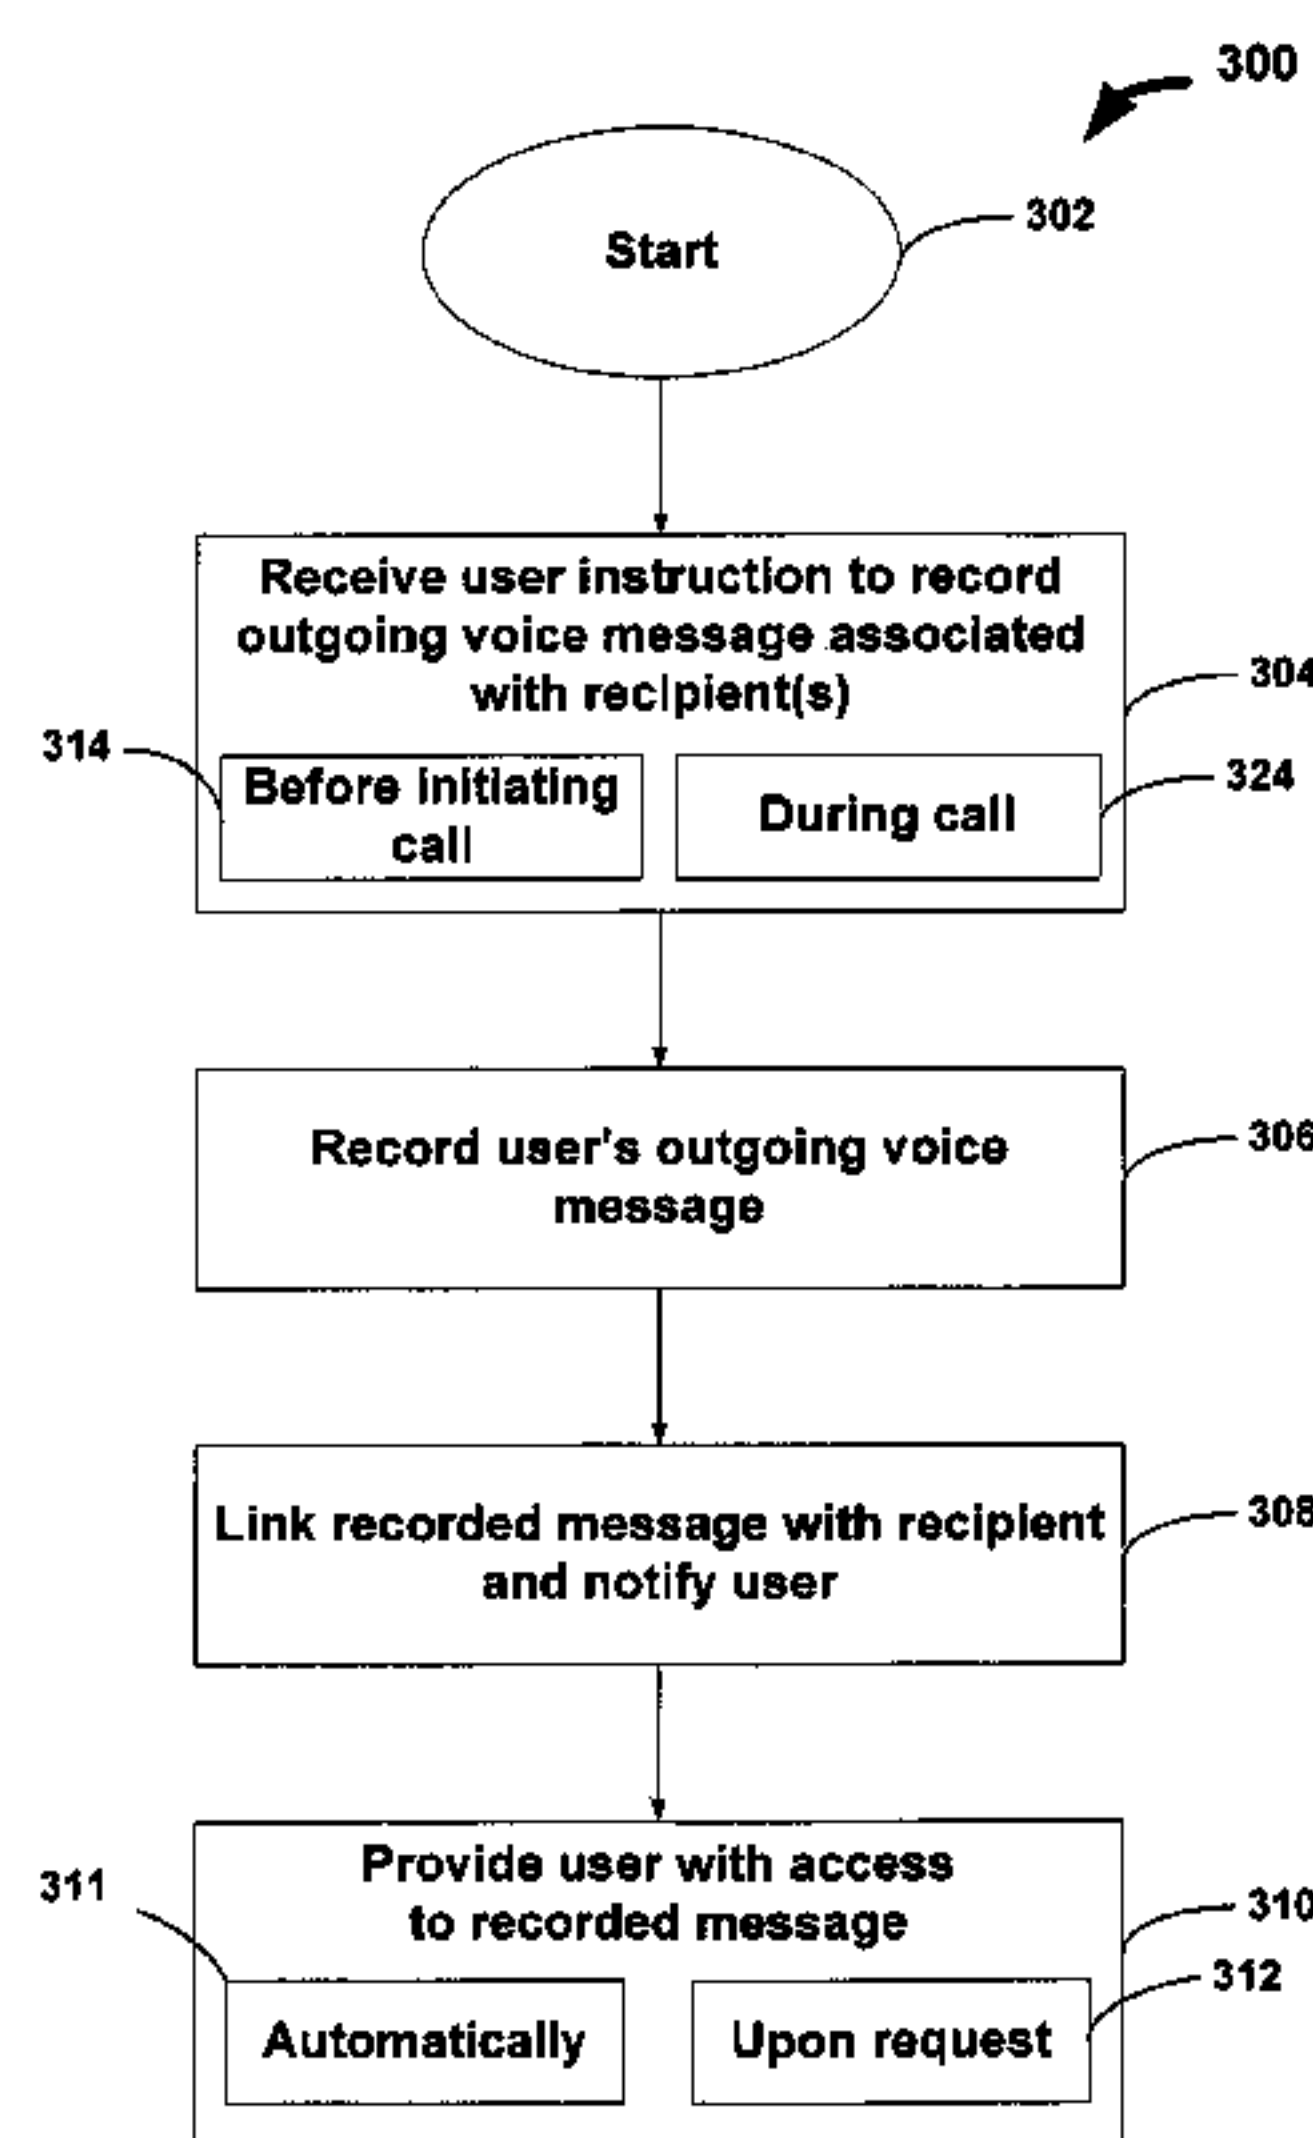 300
302
Start
Receive user instruction to record
outgoing voice message associated
with recipient(s)
304
314
324
Before initiating
call
During call
Record user's outgoing voice
message
306
Link recorded message with recipient
and notify user
308
Provide user with access
to recorded message
311
310
312
Automatically
Upon request